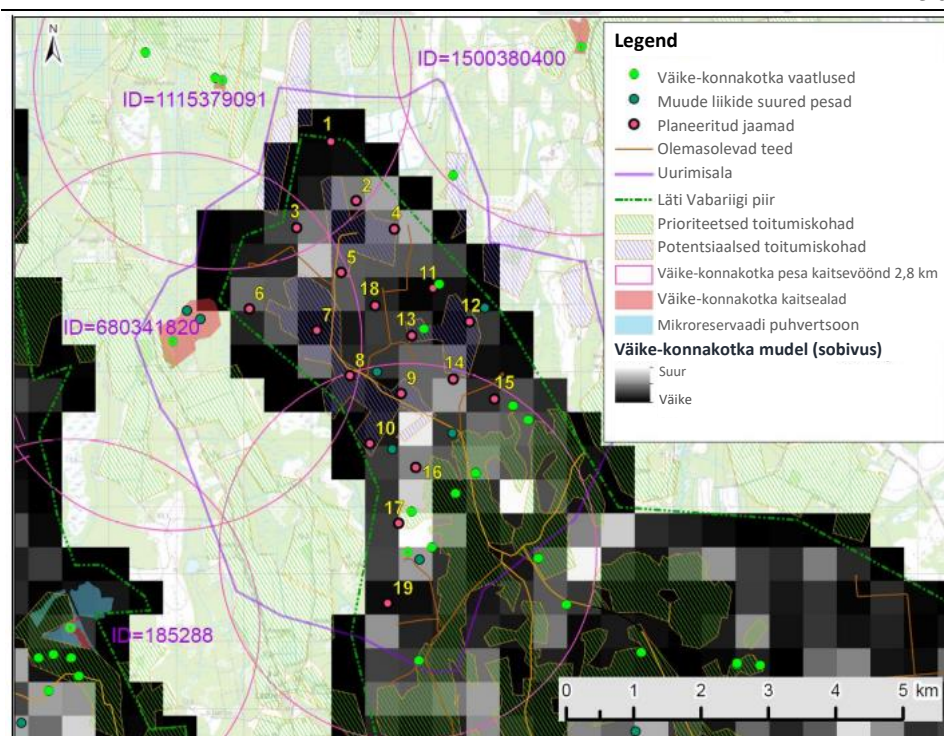 N
ID=1115379091
ID=1500380400
ID=680341820
ID=185288
1
2
3
4
5
6
7
8
9
10
11
12
13
14
15
16
17
18
19
Legend
Väike-konnakotka vaatlused
Muude liikide suured pesad
Planeeritud jaamad
Olemasolevad teed
Uurimisala
Läti Vabariigi piir
Prioriteetsed toitumiskohad
Potentsiaalsed toitumiskohad
Väike-konnakotka pesa kaitsevöönd 2,8 km
Väike-konnakotka kaitsealad
Mikroreservaadi puhvertsoon
Väike-konnakotka mudel (sobivus)
Suur
Väike
0 1 2 3 4 5 km